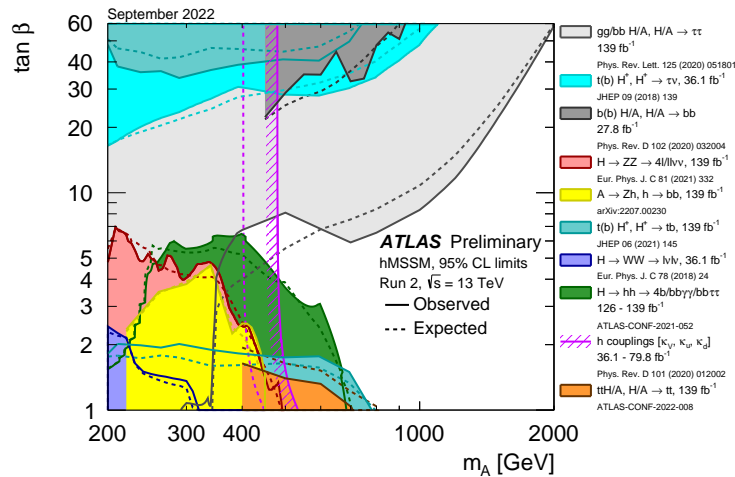 September 2022
tan β
60
50
40
30
20
10
5
4
3
2
1
200
300
400
1000
2000
m_A [GeV]
ATLAS Preliminary
hMSSM, 95% CL limits
Run 2, √s = 13 TeV
Observed
Expected
gg/bb H/A, H/A → ττ
139 fb⁻¹
Phys. Rev. Lett. 125 (2020) 051801
t(b) H⁺, H⁺ → τν, 36.1 fb⁻¹
JHEP 09 (2018) 139
b(b) H/A, H/A → bb
27.8 fb⁻¹
Phys. Rev. D 102 (2020) 032004
H → ZZ → 4l/llνν, 139 fb⁻¹
Eur. Phys. J. C 81 (2021) 332
A → Zh, h → bb, 139 fb⁻¹
arXiv:2207.00230
t(b) H⁺, H⁺ → tb, 139 fb⁻¹
JHEP 06 (2021) 145
H → WW → lνlν, 36.1 fb⁻¹
Eur. Phys. J. C 78 (2018) 24
H → hh → 4b/bbγγ/bbττ
126 - 139 fb⁻¹
ATLAS-CONF-2021-052
h couplings [κ_V, κ_u, κ_d]
36.1 - 79.8 fb⁻¹
Phys. Rev. D 101 (2020) 012002
ttH/A, H/A → tt, 139 fb⁻¹
ATLAS-CONF-2022-008